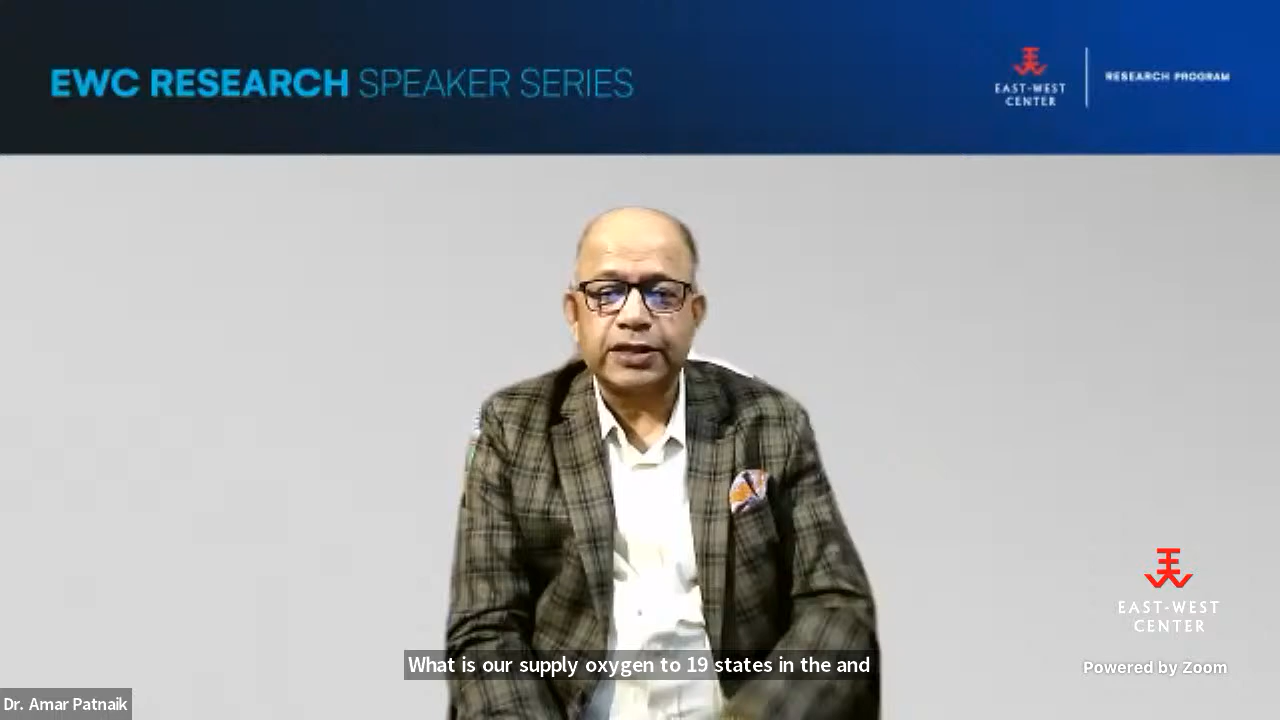 EWC RESEARCH SPEAKER SERIES
EAST-WEST
CENTER
RESEARCH PROGRAM
EAST-WEST
CENTER
What is our supply oxygen to 19 states in the and
Powered by Zoom
Dr. Amar Patnaik